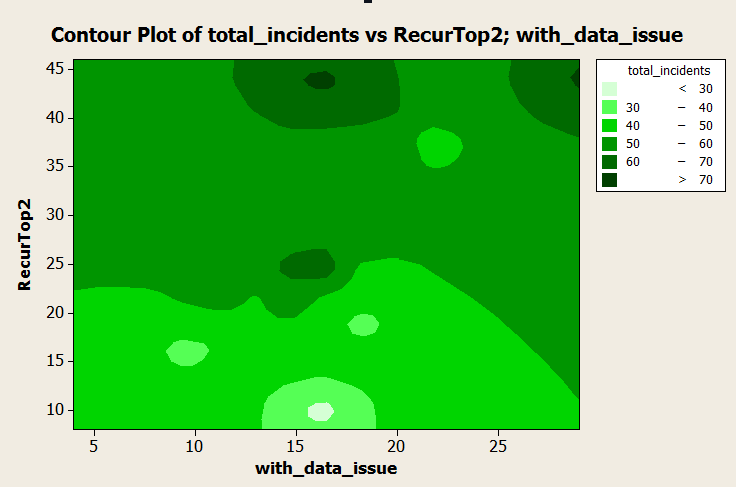 Contour Plot of total_incidents vs RecurTop2; with_data_issue
total_incidents
< 30
30 – 40
40 – 50
50 – 60
60 – 70
> 70
45
40
35
30
25
20
15
10
RecurTop2
5 10 15 20 25
with_data_issue